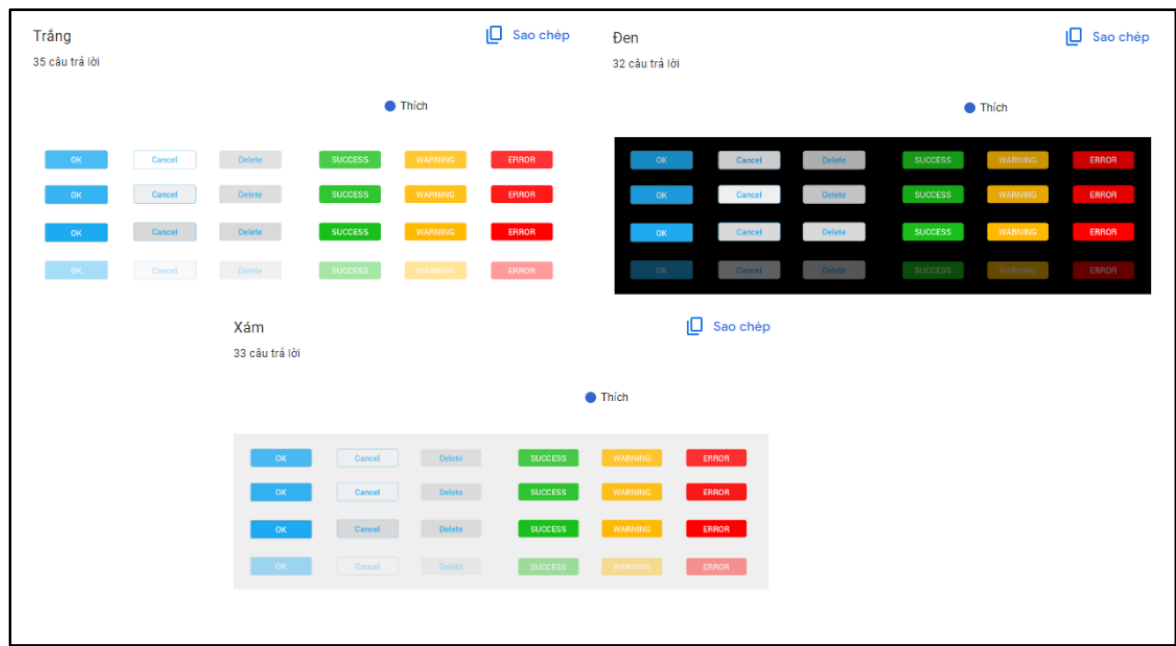 Trắng
Sao chép
35 câu trả lời
Thích
OK Cancel Delete SUCCESS WARNING ERROR
OK Cancel Delete SUCCESS WARNING ERROR
OK Cancel Delete SUCCESS WARNING ERROR
OK Cancel Delete SUCCESS WARNING ERROR
Đen
Sao chép
32 câu trả lời
Thích
OK Cancel Delete SUCCESS WARNING ERROR
OK Cancel Delete SUCCESS WARNING ERROR
OK Cancel Delete SUCCESS WARNING ERROR
OK Cancel Delete SUCCESS WARNING ERROR
Xám
Sao chép
33 câu trả lời
Thích
OK Cancel Delete SUCCESS WARNING ERROR
OK Cancel Delete SUCCESS WARNING ERROR
OK Cancel Delete SUCCESS WARNING ERROR
OK Cancel Delete SUCCESS WARNING ERROR